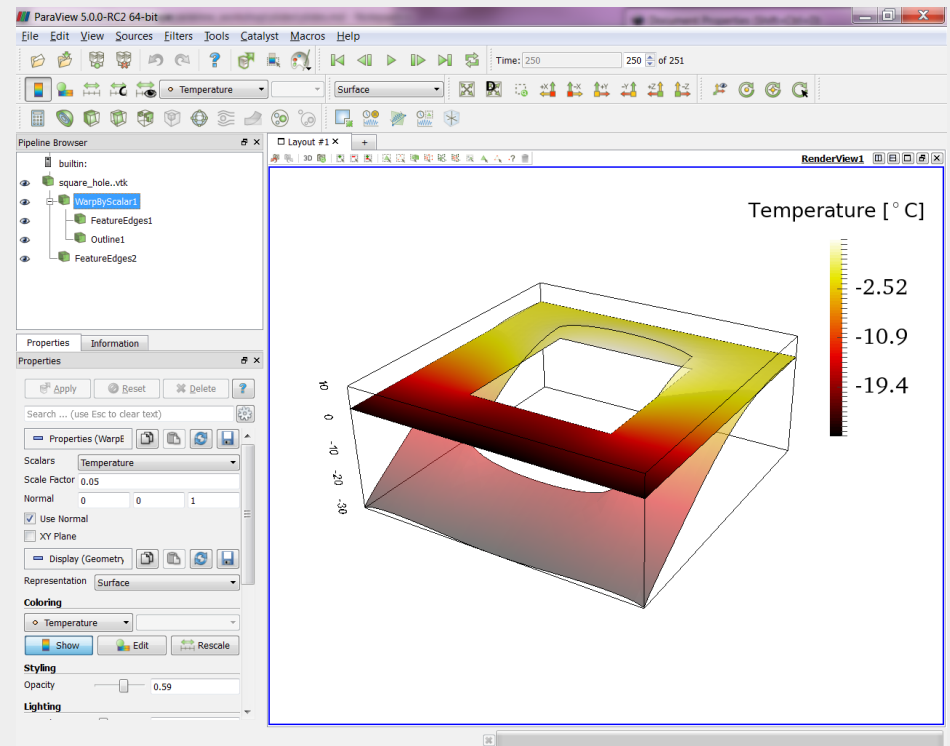 ParaView 5.0.0-RC2 64-bit
File Edit View Sources Filters Tools Catalyst Macros Help
Time: 250 250 of 251
Temperature Surface
Pipeline Browser
Layout #1 × +
builtin:
3D
RenderView1
square_hole..vtk
WarpByScalar1
FeatureEdges1
Outline1
FeatureEdges2
Temperature [°C]
-2.52
-10.9
-19.4
10
0
-10
-20
-30
Properties Information
Properties
Apply Reset Delete ?
Search ... (use Esc to clear text)
Properties (WarpE
Scalars Temperature
Scale Factor 0.05
Normal 0 0 1
Use Normal
XY Plane
Display (Geometry
Representation Surface
Coloring
Temperature
Show Edit Rescale
Styling
Opacity 0.59
Lighting